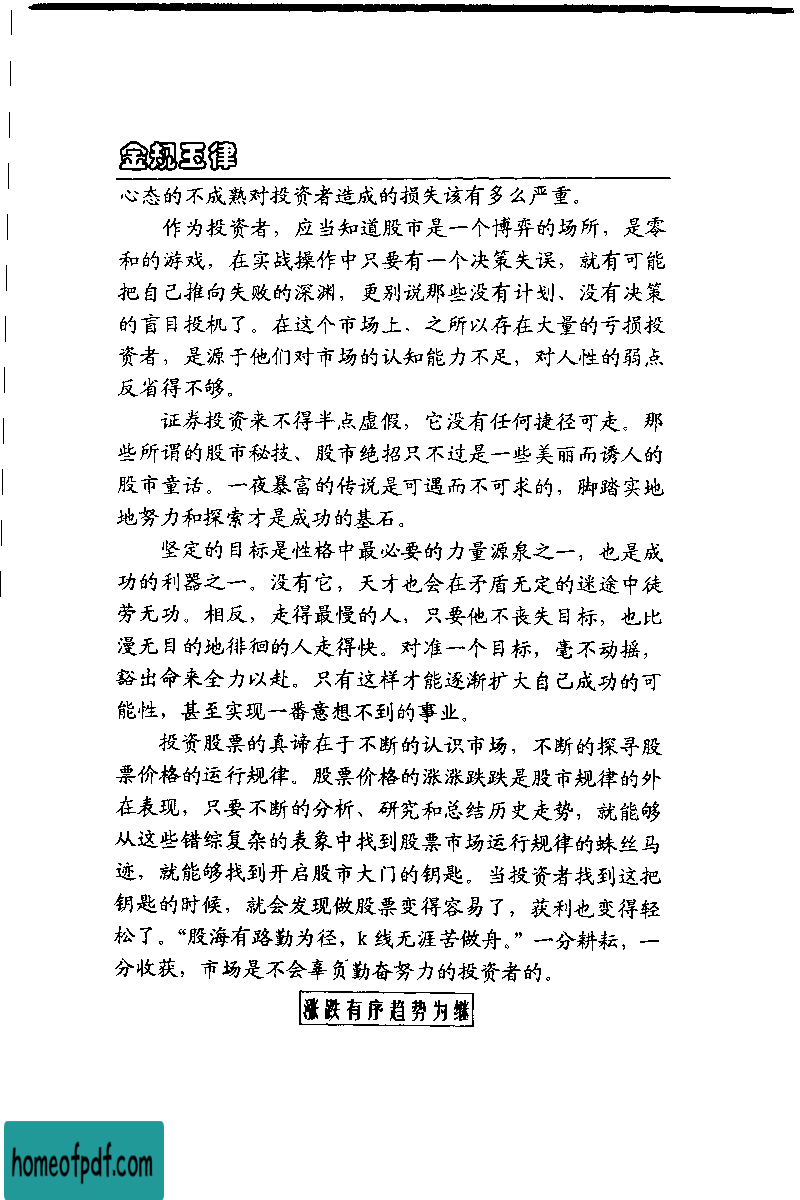 金规玉律
心态的不成熟对投资者造成的损失该有多么严重。
作为投资者，应当知道股市是一个博弈的场所，是零
和的游戏，在实战操作中只要有一个决策失误，就有可能
把自己推向失败的深渊，更别说那些没有计划、没有决策
的盲目投机了。在这个市场上，之所以存在大量的亏损投
资者，是源于他们对市场的认知能力不足，对人性的弱点
反省得不够。
证券投资来不得半点虚假，它没有任何捷径可走。那
些所谓的股市秘技、股市绝招只不过是一些美丽而诱人的
股市童话。一夜暴富的传说是可遇而不可求的，脚踏实地
地努力和探索才是成功的基石。
坚定的目标是性格中最必要的力量源泉之一，也是成
功的利器之一。没有它，天才也会在矛盾无定的迷途中徒
劳无功。相反，走得最慢的人，只要他不丧失目标，也比
漫无目的地徘徊的人走得快。对准一个目标，毫不动摇，
豁出命来全力以赴。只有这样才能逐渐扩大自己成功的可
能性，甚至实现一番意想不到的事业。
投资股票的真谛在于不断的认识市场，不断的探寻股
票价格的运行规律。股票价格的涨涨跌跌是股市规律的外
在表现，只要不断的分析、研究和总结历史走势，就能够
从这些错综复杂的表象中找到股票市场运行规律的蛛丝马
迹，就能够找到开启股市大门的钥匙。当投资者找到这把
钥匙的时候，就会发现做股票变得容易了，获利也变得轻
松了。“股海有路勤为径，k 线无涯苦做舟。”一分耕耘，一
分收获，市场是不会辜负勤奋努力的投资者的。
涨跌有序趋势为继
homeofpdf.com